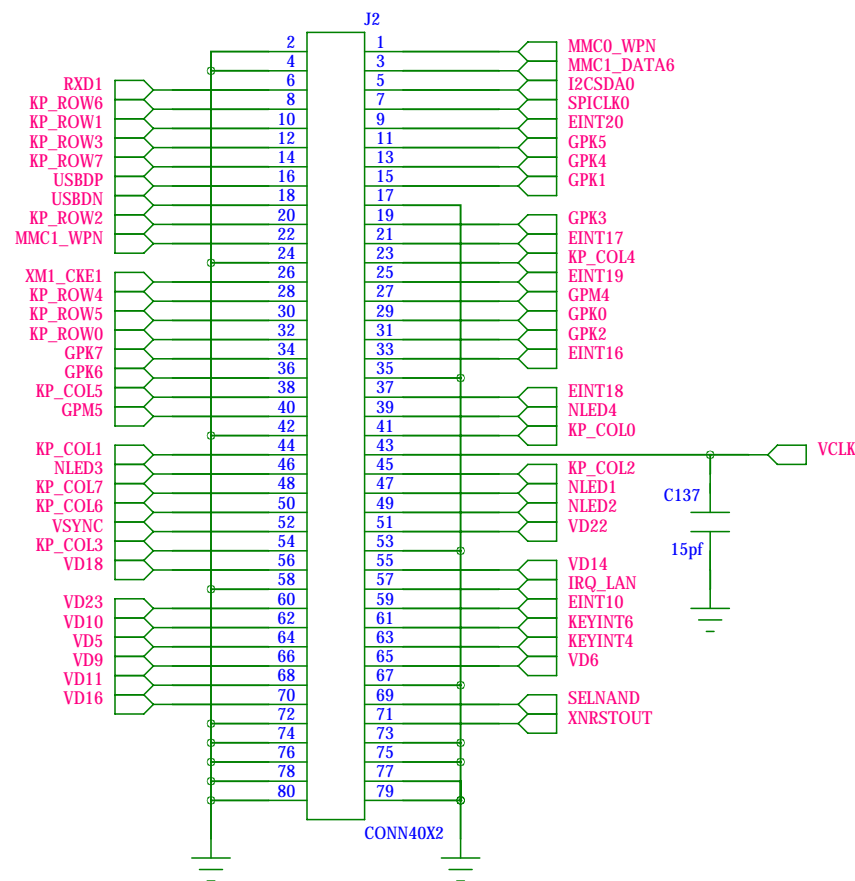 J2
2 1 MMC0_WPN
4 3 MMC1_DATA6
RXD1 6 5 I2CSDA0
KP_ROW6 8 7 SPICLK0
KP_ROW1 10 9 EINT20
KP_ROW3 12 11 GPK5
KP_ROW7 14 13 GPK4
USBDP 16 15 GPK1
USBDN 18 17
KP_ROW2 20 19 GPK3
MMC1_WPN 22 21 EINT17
24 23 KP_COL4
XM1_CKE1 26 25 EINT19
KP_ROW4 28 27 GPM4
KP_ROW5 30 29 GPK0
KP_ROW0 32 31 GPK2
GPK7 34 33 EINT16
GPK6 36 35
KP_COL5 38 37 EINT18
GPM5 40 39 NLED4
42 41 KP_COL0
KP_COL1 44 43 VCLK
NLED3 46 45 KP_COL2
KP_COL7 48 47 NLED1
KP_COL6 50 49 NLED2
VSYNC 52 51 VD22
KP_COL3 54 53
VD18 56 55 VD14
58 57 IRQ_LAN
VD23 60 59 EINT10
VD10 62 61 KEYINT6
VD5 64 63 KEYINT4
VD9 66 65 VD6
VD11 68 67
VD16 70 69 SELNAND
72 71 XNRSTOUT
74 73
76 75
78 77
80 79
CONN40X2
C137
15pf